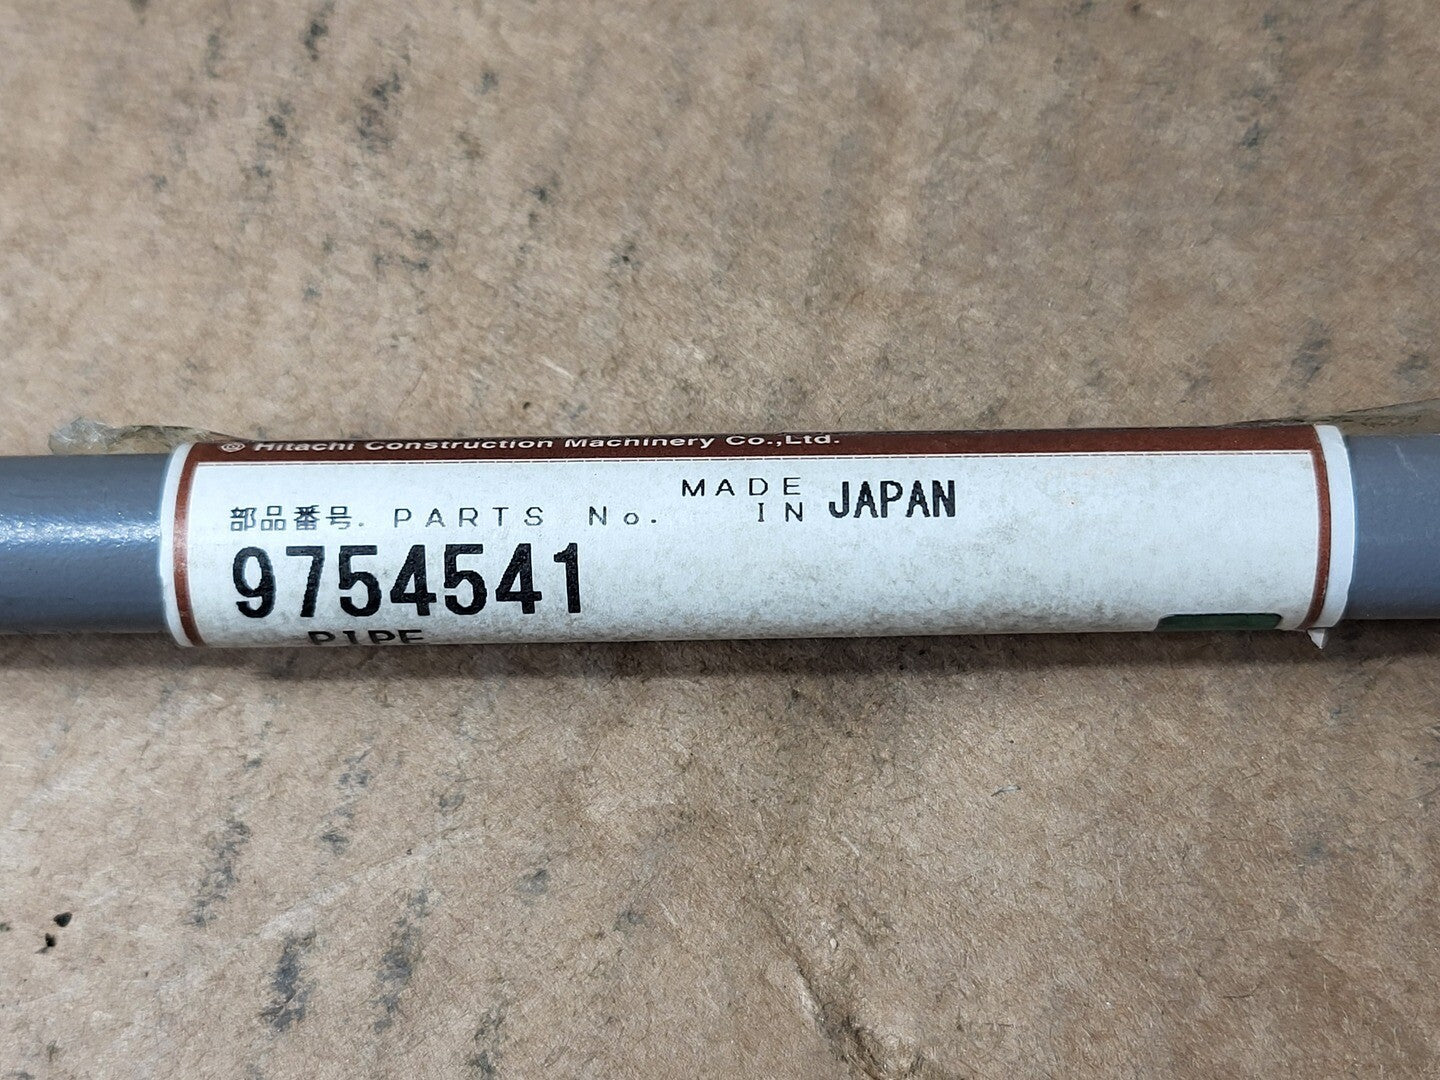 Hitachi Construction Machinery Co.,Ltd.
MADE IN JAPAN
部品番号. PARTS No.
9754541
PIPE